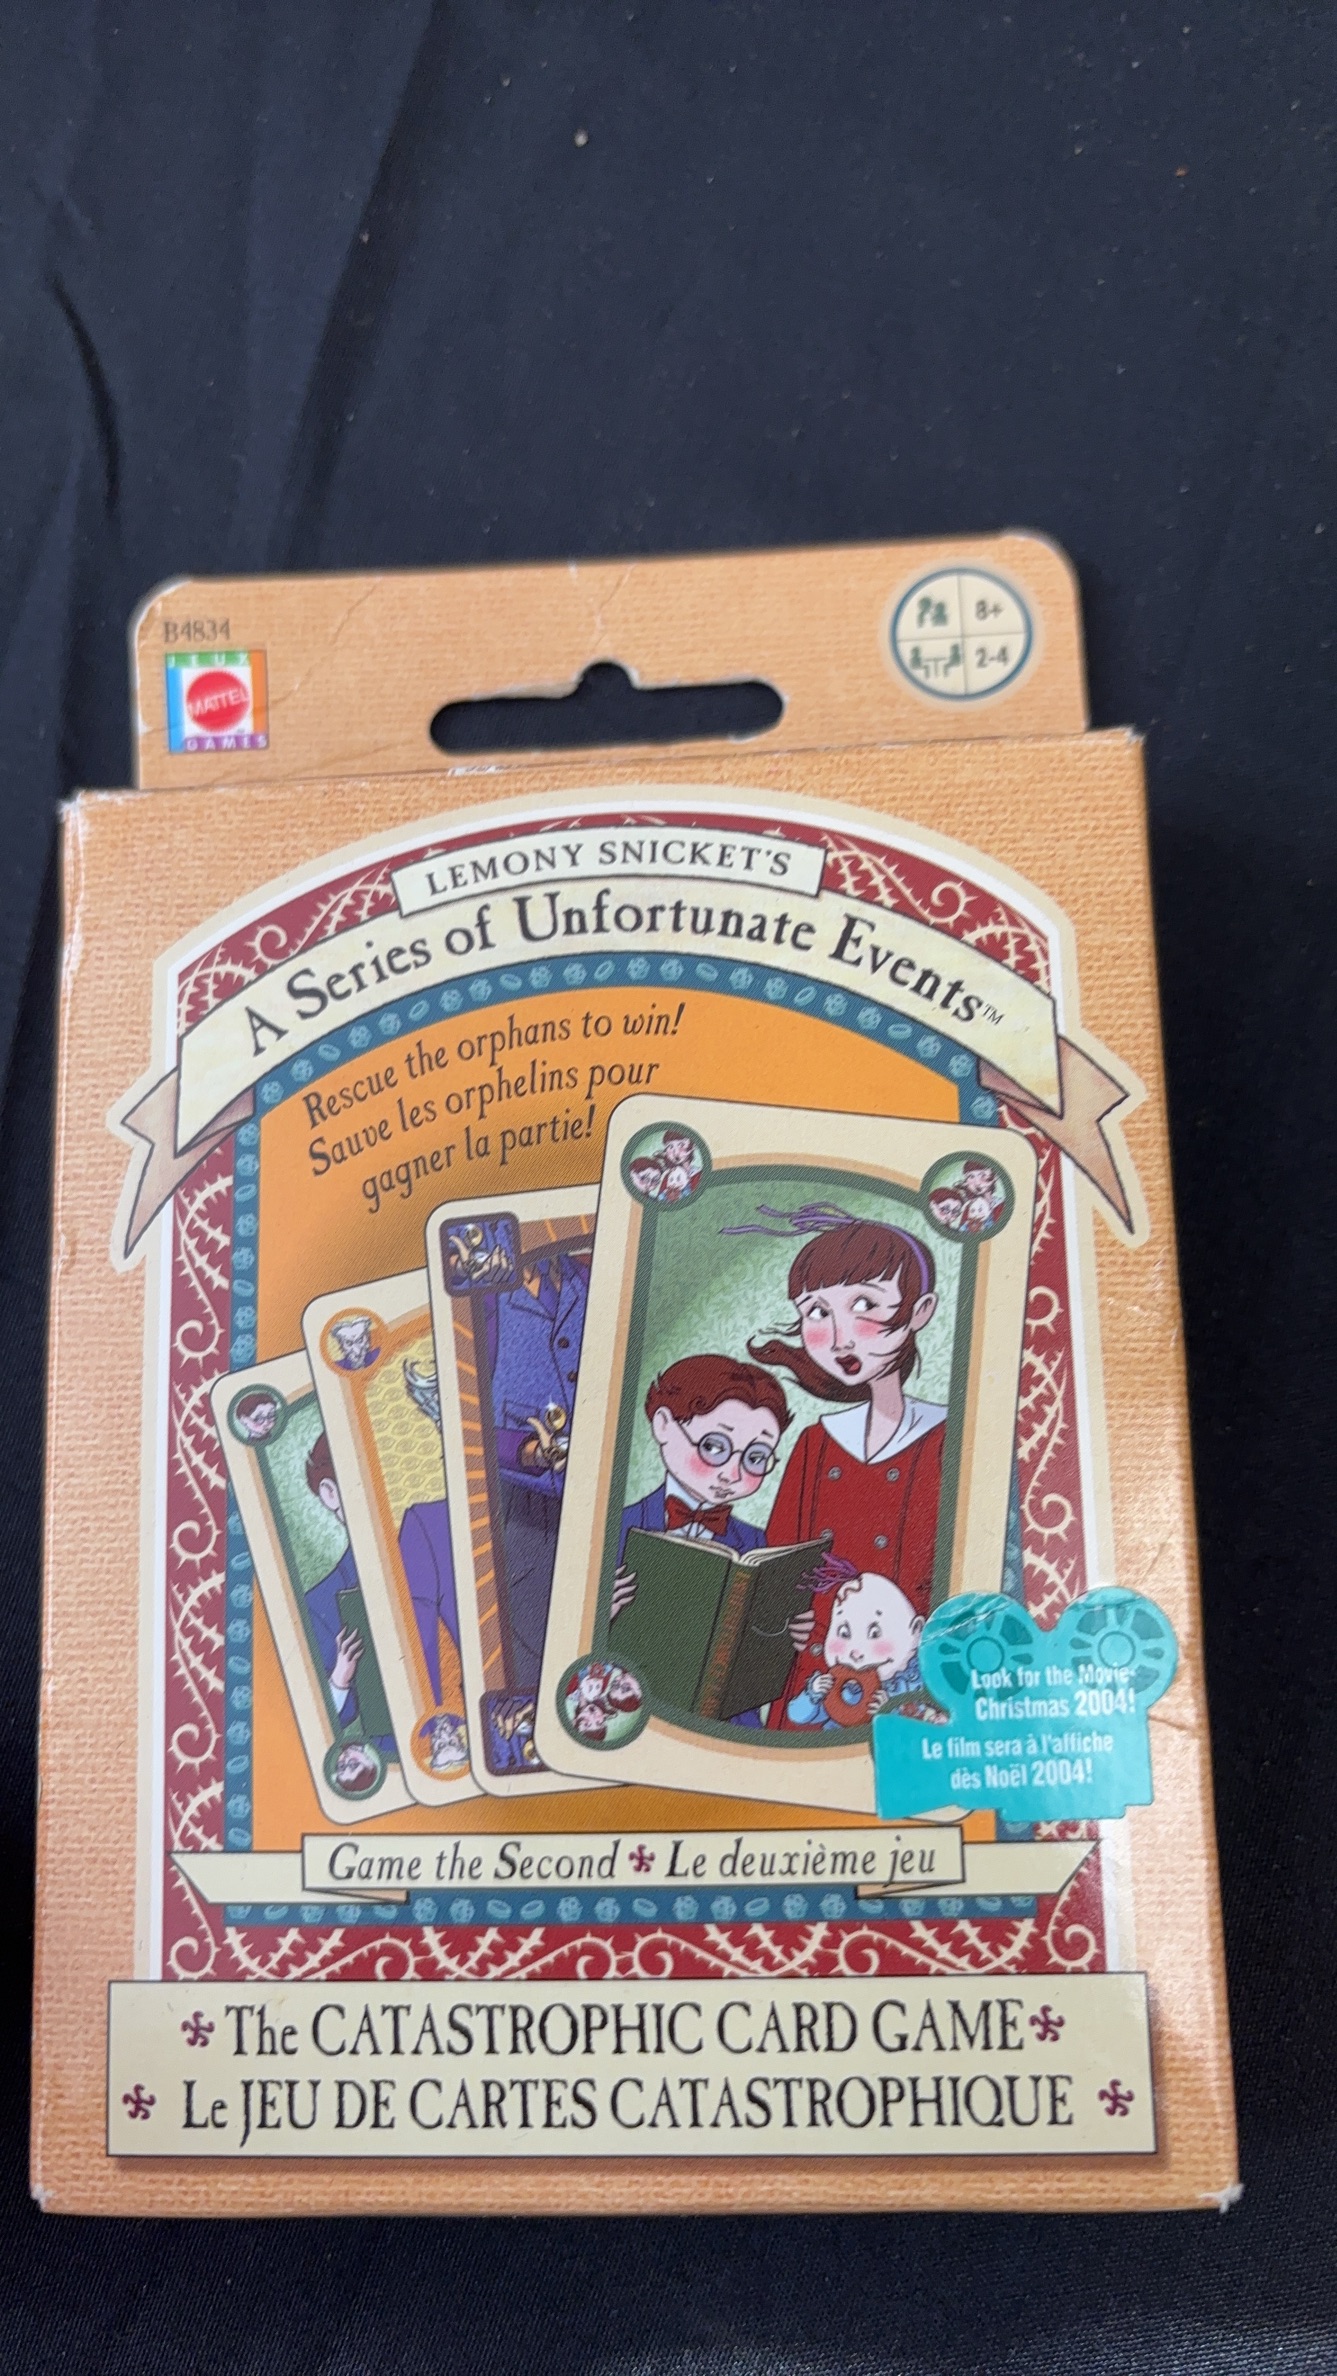 B4834
JEUX
MATTEL
GAMES
8+
2-4
LEMONY SNICKET'S
A Series of Unfortunate Events™
Rescue the orphans to win!
Sauve les orphelins pour
gagner la partie!
Look for the Movie
Christmas 2004!
Le film sera à l'affiche
dès Noël 2004!
Game the Second Le deuxième jeu
The CATASTROPHIC CARD GAME
Le JEU DE CARTES CATASTROPHIQUE